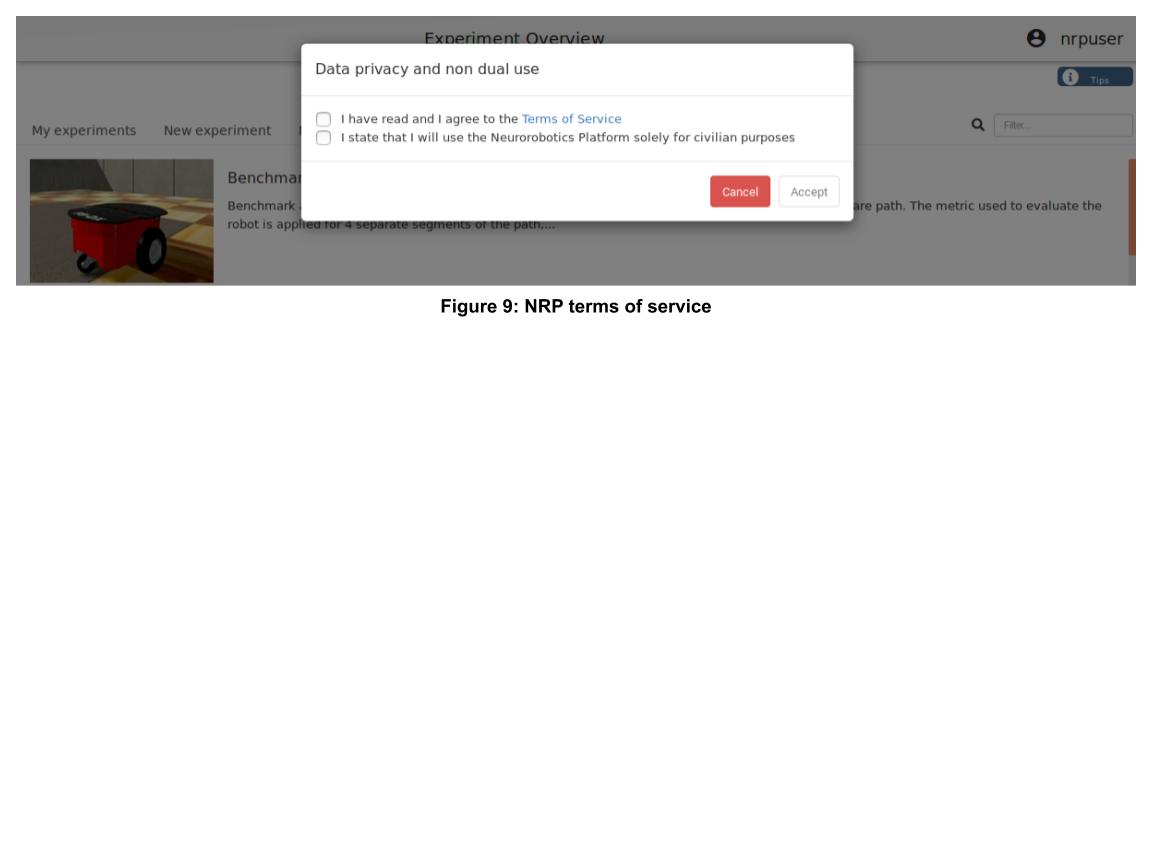 Experiment Overview
nrpuser
Tips
Data privacy and non dual use
I have read and I agree to the Terms of Service
I state that I will use the Neurorobotics Platform solely for civilian purposes
My experiments New experiment
Filter...
Cancel Accept
Benchmar
Benchmark are path. The metric used to evaluate the
robot is applied for 4 separate segments of the path,...
Figure 9: NRP terms of service